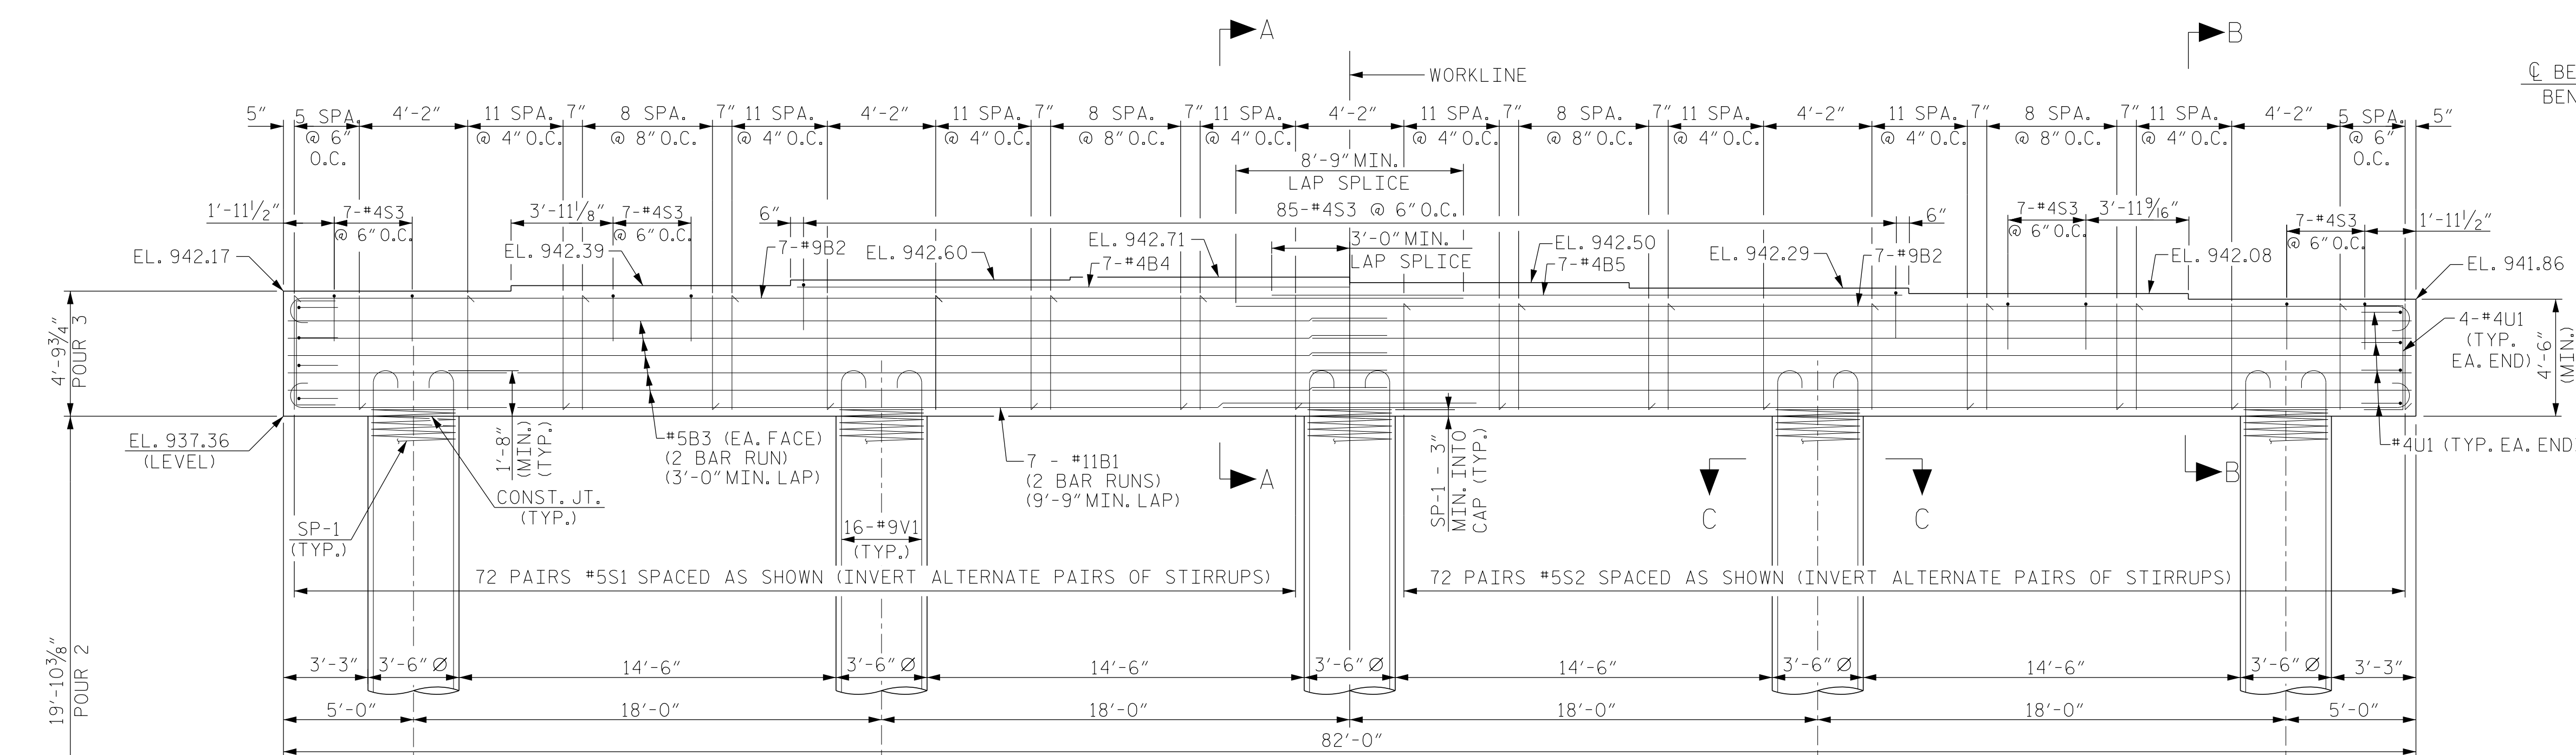 A
B
WORKLINE
℄ BE
BEN
5" 5 SPA. 4'-2" 11 SPA. 7" 8 SPA. 7" 11 SPA. 4'-2" 11 SPA. 7" 8 SPA. 7" 11 SPA. 4'-2" 11 SPA. 7" 8 SPA. 7" 11 SPA. 4'-2" 11 SPA. 7" 8 SPA. 7" 11 SPA. 4'-2" 5 SPA. 5"
@ 6" @ 4" O.C. @ 8" O.C. @ 4" O.C. @ 4" O.C. @ 8" O.C. @ 4" O.C. @ 4" O.C. @ 8" O.C. @ 4" O.C. @ 4" O.C. @ 8" O.C. @ 4" O.C. @ 6"
O.C. O.C.
8'-9" MIN.
LAP SPLICE
1'-11 1/2" 7-#4S3 3'-11 1/8" 7-#4S3 6" 85-#4S3 @ 6" O.C. 6" 7-#4S3 3'-11 9/16" 7-#4S3 1'-11 1/2"
@ 6" O.C. @ 6" O.C. @ 6" O.C. @ 6" O.C.
EL. 942.17
EL. 942.39
7-#9B2
EL. 942.60
EL. 942.71
3'-0" MIN.
LAP SPLICE
7-#4B4
EL. 942.50
7-#4B5
EL. 942.29
7-#9B2
EL. 942.08
EL. 941.86
4'-9 3/4"
POUR 3
4-#4U1
(TYP.
EA. END)
4'-6"
(MIN.)
EL. 937.36
(LEVEL)
1'-8"
(MIN.)
(TYP.)
#5B3 (EA. FACE)
(2 BAR RUN)
(3'-0" MIN. LAP)
7 - #11B1
(2 BAR RUNS)
(9'-9" MIN. LAP)
A
SP-1 - 3"
MIN. INTO
CAP (TYP.)
B
#4U1 (TYP. EA. END)
C
C
CONST. JT.
(TYP.)
SP-1
(TYP.)
16-#9V1
(TYP.)
72 PAIRS #5S1 SPACED AS SHOWN (INVERT ALTERNATE PAIRS OF STIRRUPS)
72 PAIRS #5S2 SPACED AS SHOWN (INVERT ALTERNATE PAIRS OF STIRRUPS)
19'-10 3/8"
POUR 2
3'-3" 3'-6" Ø 14'-6" 3'-6" Ø 14'-6" 3'-6" Ø 14'-6" 3'-6" Ø 14'-6" 3'-6" Ø 3'-3"
5'-0" 18'-0" 18'-0" 18'-0" 18'-0" 5'-0"
82'-0"